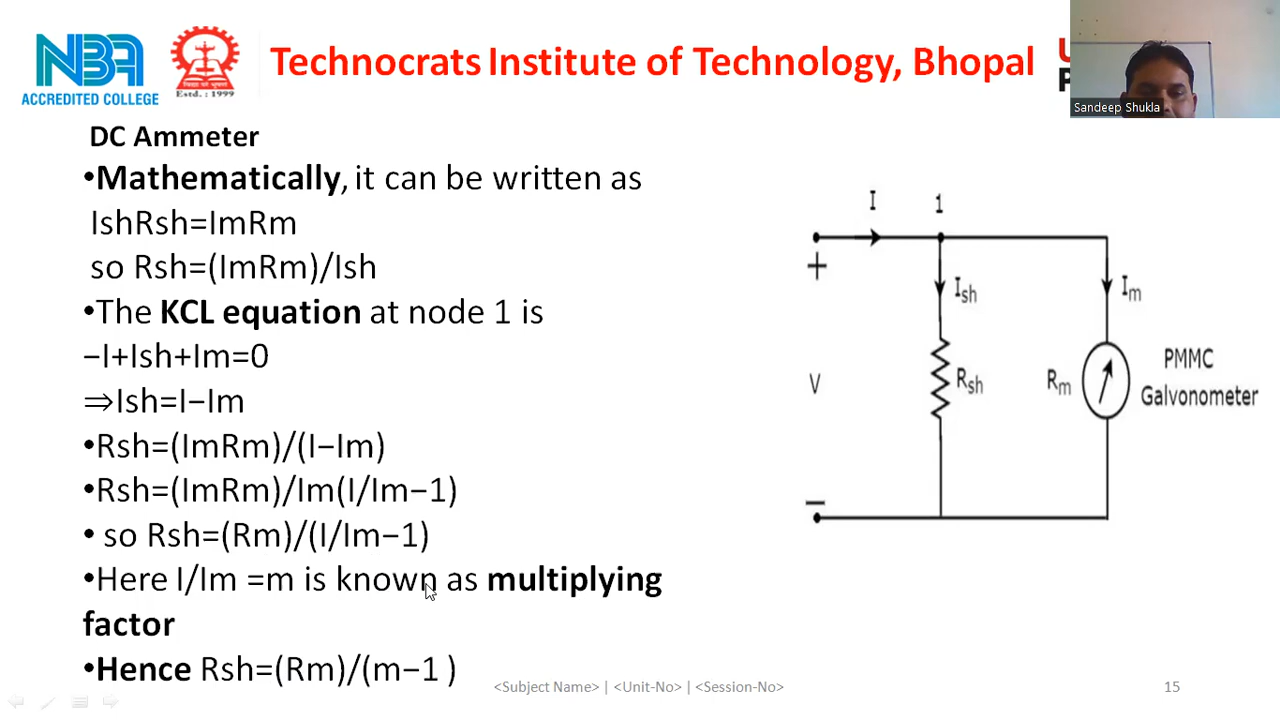 NBA
ACCREDITED COLLEGE
Estd. : 1999
Technocrats Institute of Technology, Bhopal
Sandeep Shukla
DC Ammeter
•Mathematically, it can be written as
IshRsh=ImRm
so Rsh=(ImRm)/Ish
•The KCL equation at node 1 is
−I+Ish+Im=0
⇒Ish=I−Im
•Rsh=(ImRm)/(I−Im)
•Rsh=(ImRm)/Im(I/Im−1)
• so Rsh=(Rm)/(I/Im−1)
•Here I/Im =m is known as multiplying
factor
•Hence Rsh=(Rm)/(m−1 )
I 1
+
Ish
Im
V
Rsh
Rm
PMMC
Galvonometer
−
<Subject Name> | <Unit-No> | <Session-No>
15